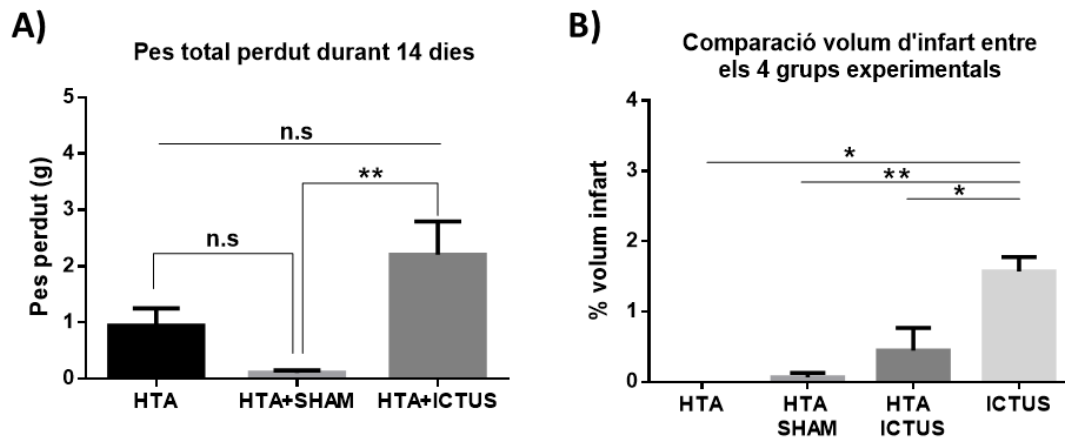 A)
Pes total perdut durant 14 dies
Pes perdut (g)
5
4
3
2
1
0
n.s
**
n.s
HTA
HTA+SHAM
HTA+ICTUS
B)
Comparació volum d'infart entre
els 4 grups experimentals
% volum infart
4
3
2
1
0
*
**
*
HTA
HTA
SHAM
HTA
ICTUS
ICTUS